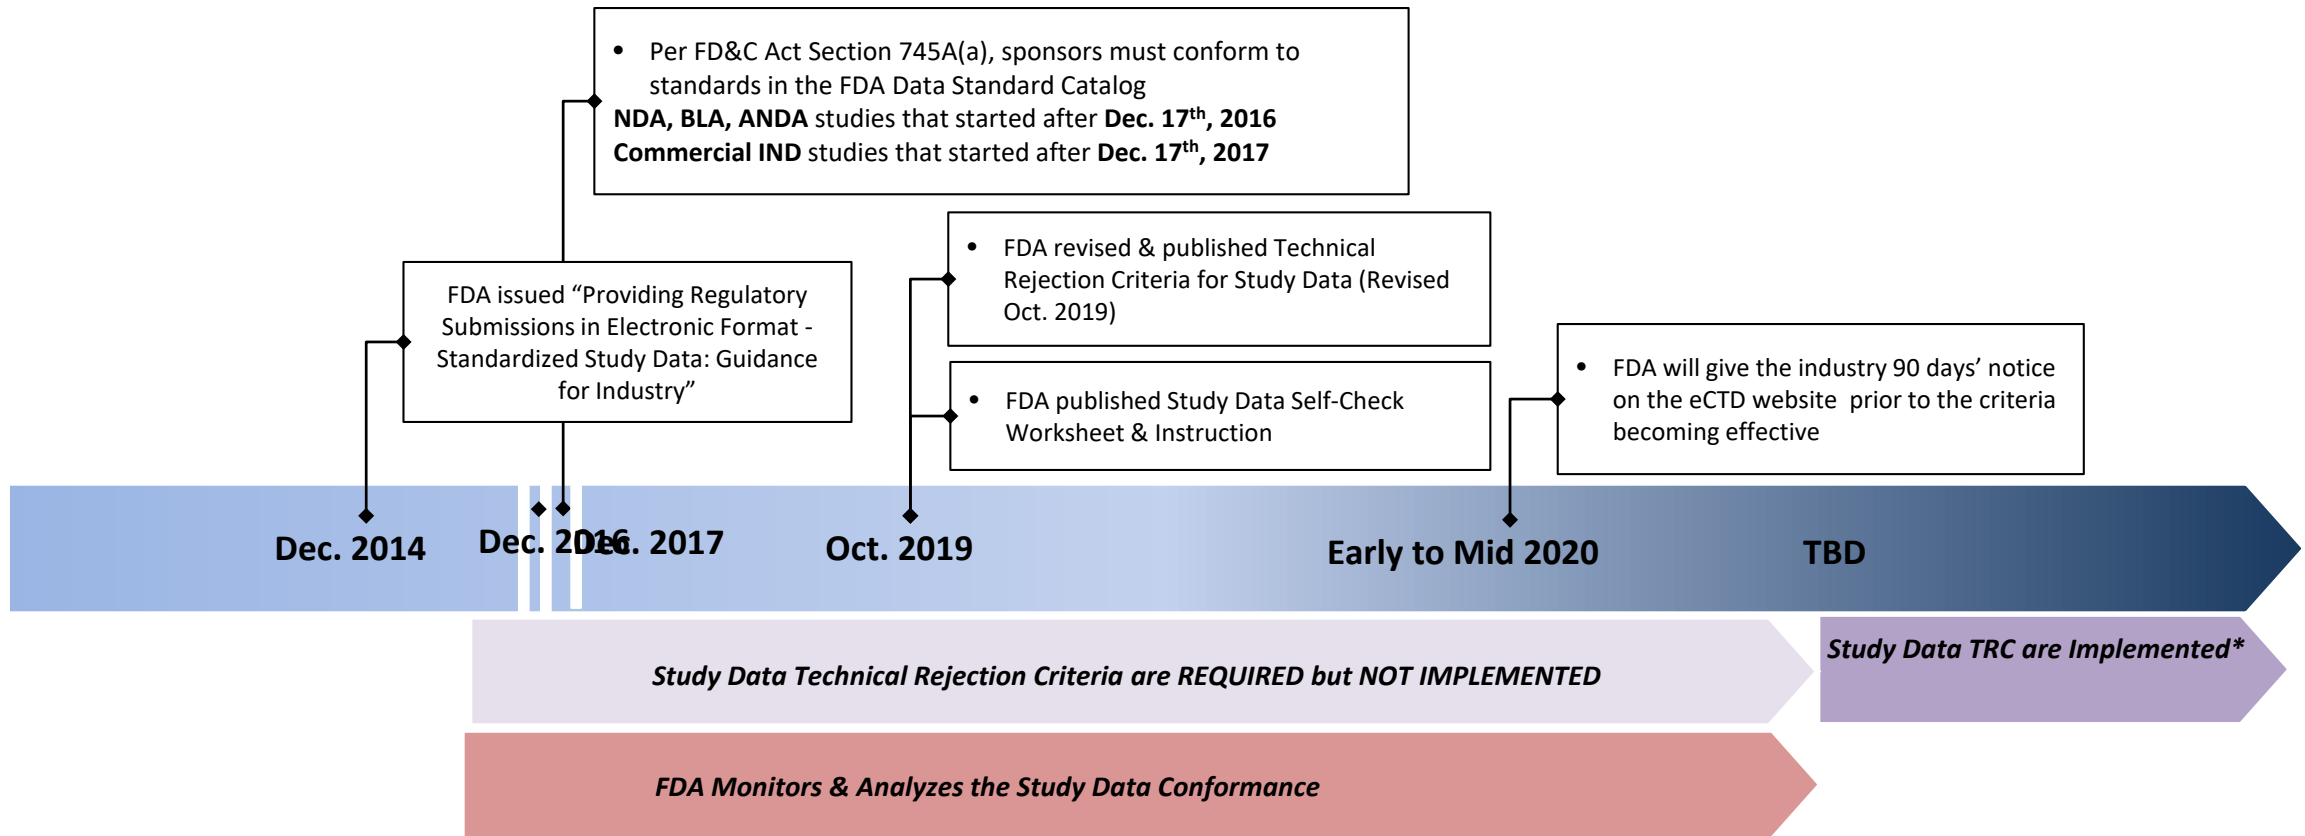 • Per FD&C Act Section 745A(a), sponsors must conform to
standards in the FDA Data Standard Catalog
NDA, BLA, ANDA studies that started after Dec. 17th, 2016
Commercial IND studies that started after Dec. 17th, 2017
FDA issued “Providing Regulatory
Submissions in Electronic Format -
Standardized Study Data: Guidance
for Industry”
• FDA revised & published Technical
Rejection Criteria for Study Data (Revised
Oct. 2019)
• FDA published Study Data Self-Check
Worksheet & Instruction
• FDA will give the industry 90 days’ notice
on the eCTD website prior to the criteria
becoming effective
Dec. 2014
Dec. 2016
Dec. 2017
Oct. 2019
Early to Mid 2020
TBD
Study Data Technical Rejection Criteria are REQUIRED but NOT IMPLEMENTED
Study Data TRC are Implemented*
FDA Monitors & Analyzes the Study Data Conformance